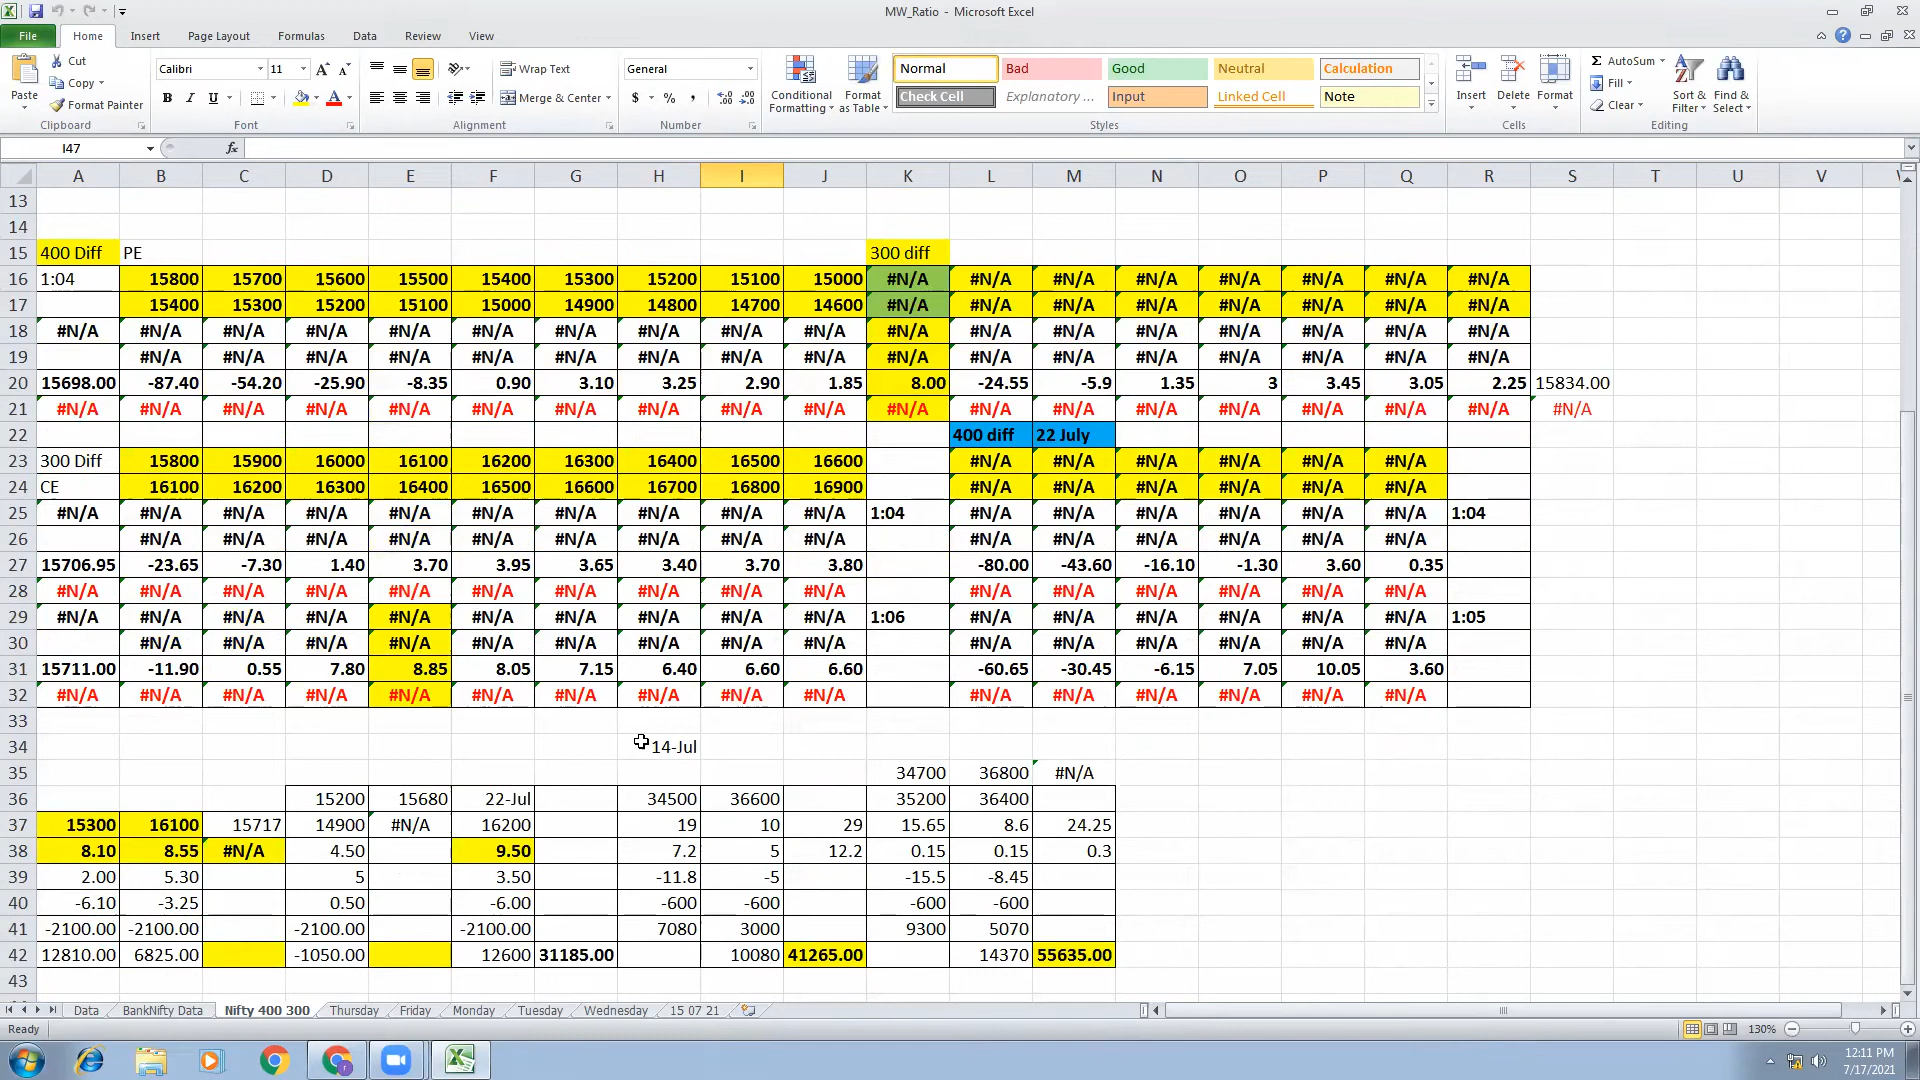 MW_Ratio - Microsoft Excel
File Home Insert Page Layout Formulas Data Review View
Cut
Copy
Format Painter
Paste
Calibri 11
B I U
Wrap Text
Merge & Center
General
$ % ,
Conditional Formatting
Format as Table
Normal Bad Good Neutral Calculation
Check Cell Explanatory ... Input Linked Cell Note
Insert Delete Format
AutoSum
Fill
Clear
Sort & Filter
Find & Select
Clipboard Font Alignment Number Styles Cells Editing
I47 fx
A B C D E F G H I J K L M N O P Q R S T U V
13
14
15 400 Diff PE 300 diff
16 1:04 15800 15700 15600 15500 15400 15300 15200 15100 15000 #N/A #N/A #N/A #N/A #N/A #N/A #N/A #N/A
17 15400 15300 15200 15100 15000 14900 14800 14700 14600 #N/A #N/A #N/A #N/A #N/A #N/A #N/A #N/A
18 #N/A #N/A #N/A #N/A #N/A #N/A #N/A #N/A #N/A #N/A #N/A #N/A #N/A #N/A #N/A #N/A #N/A #N/A
19 #N/A #N/A #N/A #N/A #N/A #N/A #N/A #N/A #N/A #N/A #N/A #N/A #N/A #N/A #N/A #N/A #N/A
20 15698.00 -87.40 -54.20 -25.90 -8.35 0.90 3.10 3.25 2.90 1.85 8.00 -24.55 -5.9 1.35 3 3.45 3.05 2.25 15834.00
21 #N/A #N/A #N/A #N/A #N/A #N/A #N/A #N/A #N/A #N/A #N/A #N/A #N/A #N/A #N/A #N/A #N/A #N/A #N/A
22 400 diff 22 July
23 300 Diff 15800 15900 16000 16100 16200 16300 16400 16500 16600 #N/A #N/A #N/A #N/A #N/A #N/A
24 CE 16100 16200 16300 16400 16500 16600 16700 16800 16900 #N/A #N/A #N/A #N/A #N/A #N/A
25 #N/A #N/A #N/A #N/A #N/A #N/A #N/A #N/A #N/A #N/A 1:04 #N/A #N/A #N/A #N/A #N/A #N/A 1:04
26 #N/A #N/A #N/A #N/A #N/A #N/A #N/A #N/A #N/A #N/A #N/A #N/A #N/A #N/A #N/A
27 15706.95 -23.65 -7.30 1.40 3.70 3.95 3.65 3.40 3.70 3.80 -80.00 -43.60 -16.10 -1.30 3.60 0.35
28 #N/A #N/A #N/A #N/A #N/A #N/A #N/A #N/A #N/A #N/A #N/A #N/A #N/A #N/A #N/A #N/A
29 #N/A #N/A #N/A #N/A #N/A #N/A #N/A #N/A #N/A #N/A 1:06 #N/A #N/A #N/A #N/A #N/A #N/A 1:05
30 #N/A #N/A #N/A #N/A #N/A #N/A #N/A #N/A #N/A #N/A #N/A #N/A #N/A #N/A #N/A
31 15711.00 -11.90 0.55 7.80 8.85 8.05 7.15 6.40 6.60 6.60 -60.65 -30.45 -6.15 7.05 10.05 3.60
32 #N/A #N/A #N/A #N/A #N/A #N/A #N/A #N/A #N/A #N/A #N/A #N/A #N/A #N/A #N/A #N/A
33
34 14-Jul
35 34700 36800 #N/A
36 15200 15680 22-Jul 34500 36600 35200 36400
37 15300 16100 15717 14900 #N/A 16200 19 10 29 15.65 8.6 24.25
38 8.10 8.55 #N/A 4.50 9.50 7.2 5 12.2 0.15 0.15 0.3
39 2.00 5.30 5 3.50 -11.8 -5 -15.5 -8.45
40 -6.10 -3.25 0.50 -6.00 -600 -600 -600 -600
41 -2100.00 -2100.00 -2100.00 -2100.00 7080 3000 9300 5070
42 12810.00 6825.00 -1050.00 12600 31185.00 10080 41265.00 14370 55635.00
43
Data BankNifty Data Nifty 400 300 Thursday Friday Monday Tuesday Wednesday 15 07 21
Ready 130%
12:11 PM
7/17/2021